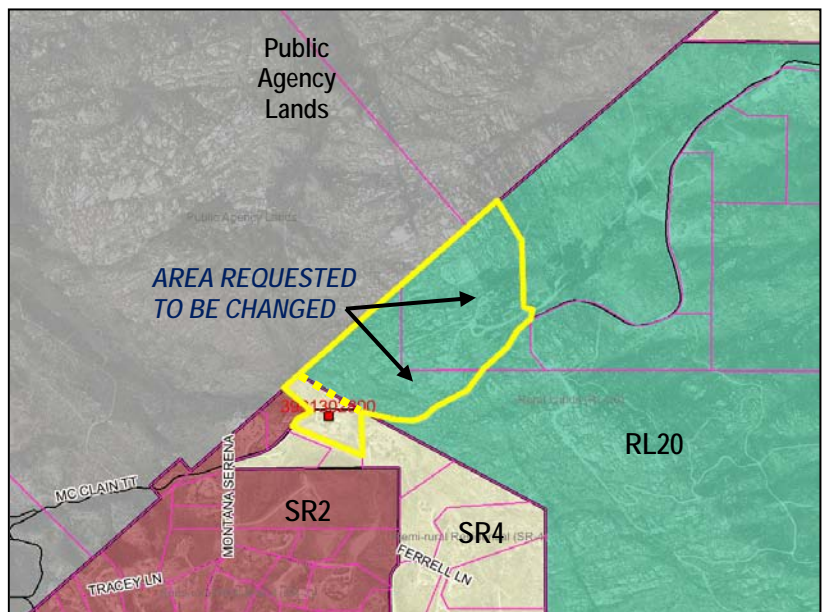 Public
Agency
Lands
Public Agency Lands
AREA REQUESTED
TO BE CHANGED
RL20
SR2
SR4
MC CLAIN TT
MONTANA SERENA
FERRELL LN
TRACEY LN